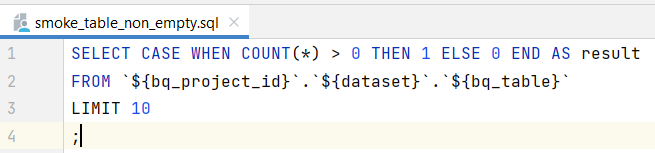 smoke_table_non_empty.sql
1 SELECT CASE WHEN COUNT(*) > 0 THEN 1 ELSE 0 END AS result
2 FROM `${bq_project_id}`.`${dataset}`.`${bq_table}`
3 LIMIT 10
4 ;